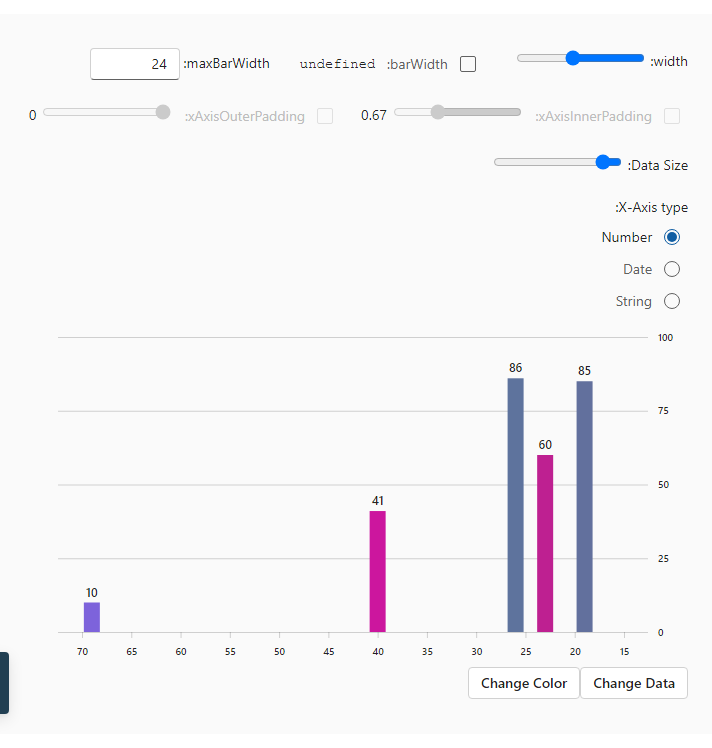 width:
barWidth: undefined
maxBarWidth: 24
xAxisInnerPadding: 0.67
xAxisOuterPadding: 0
Data Size:
X-Axis type:
Number
Date
String
100
75
50
25
0
10
41
86
60
85
70 65 60 55 50 45 40 35 30 25 20 15
Change Color Change Data